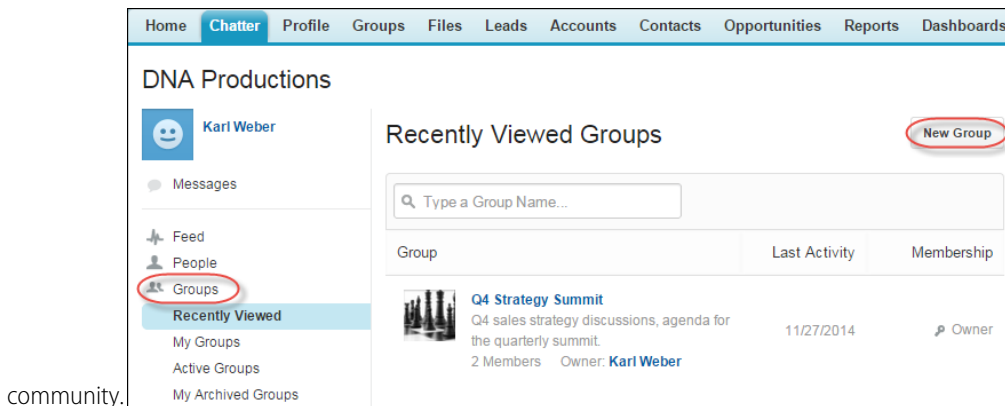 Home Chatter Profile Groups Files Leads Accounts Contacts Opportunities Reports Dashboards
DNA Productions
Karl Weber
Messages
Feed
People
Groups
Recently Viewed
My Groups
Active Groups
My Archived Groups
Recently Viewed Groups
New Group
Type a Group Name...
Group Last Activity Membership
Q4 Strategy Summit
Q4 sales strategy discussions, agenda for
the quarterly summit.
2 Members Owner: Karl Weber
11/27/2014
Owner
community.